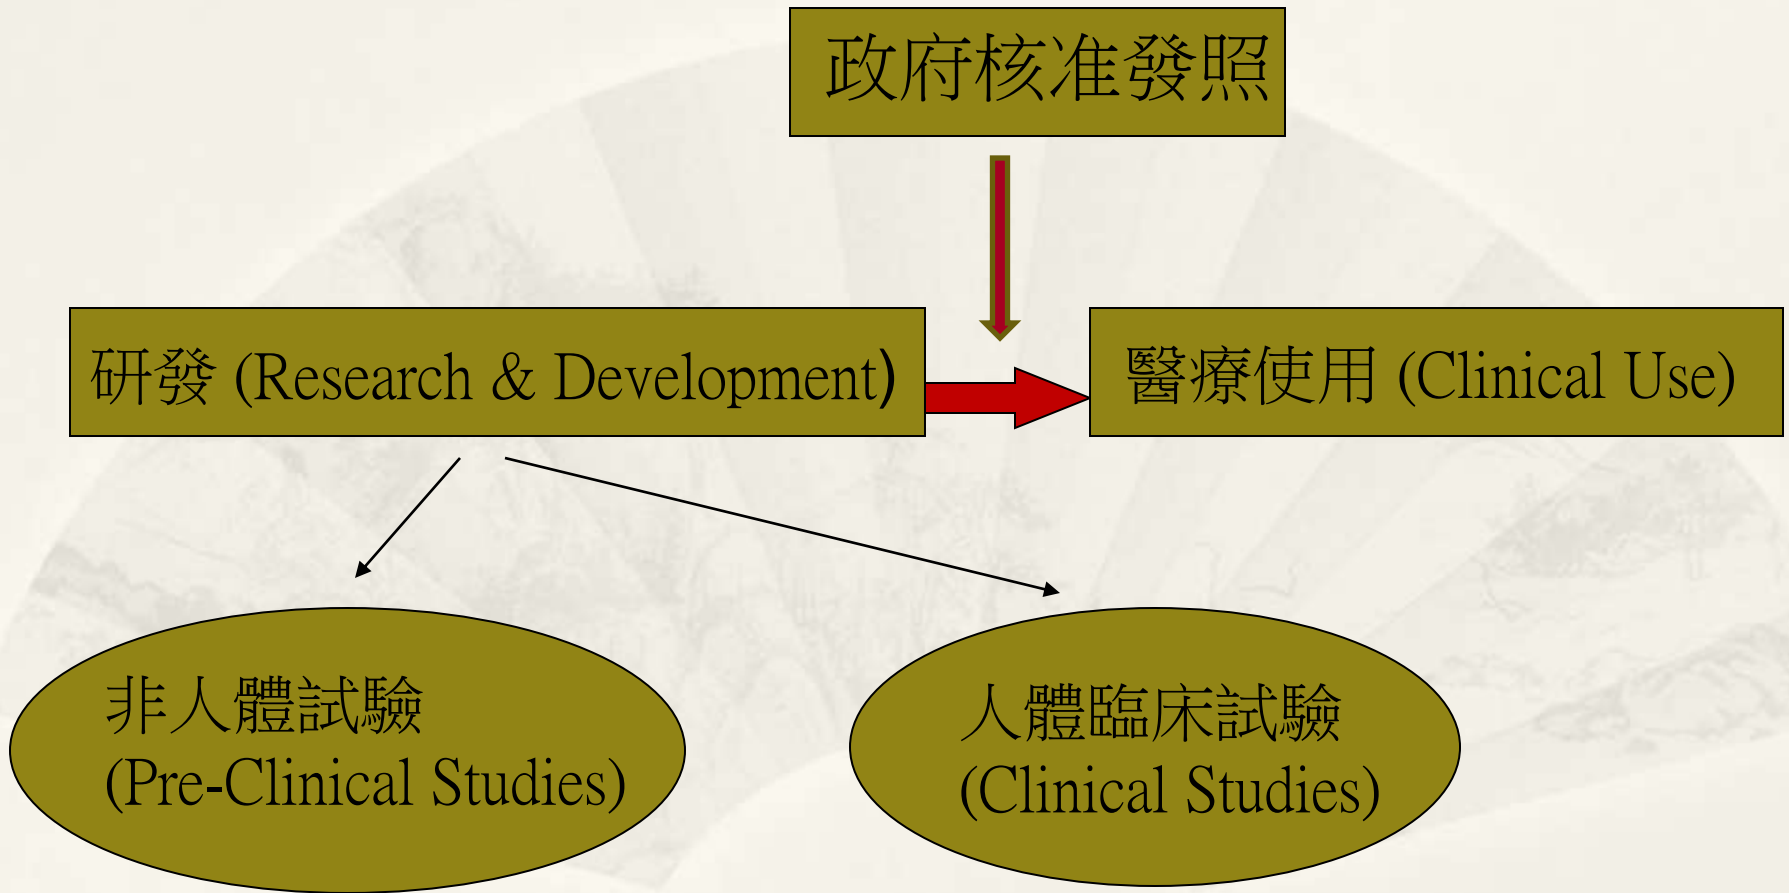 政府核准發照
研發 (Research & Development)
醫療使用 (Clinical Use)
非人體試驗
(Pre-Clinical Studies)
人體臨床試驗
(Clinical Studies)